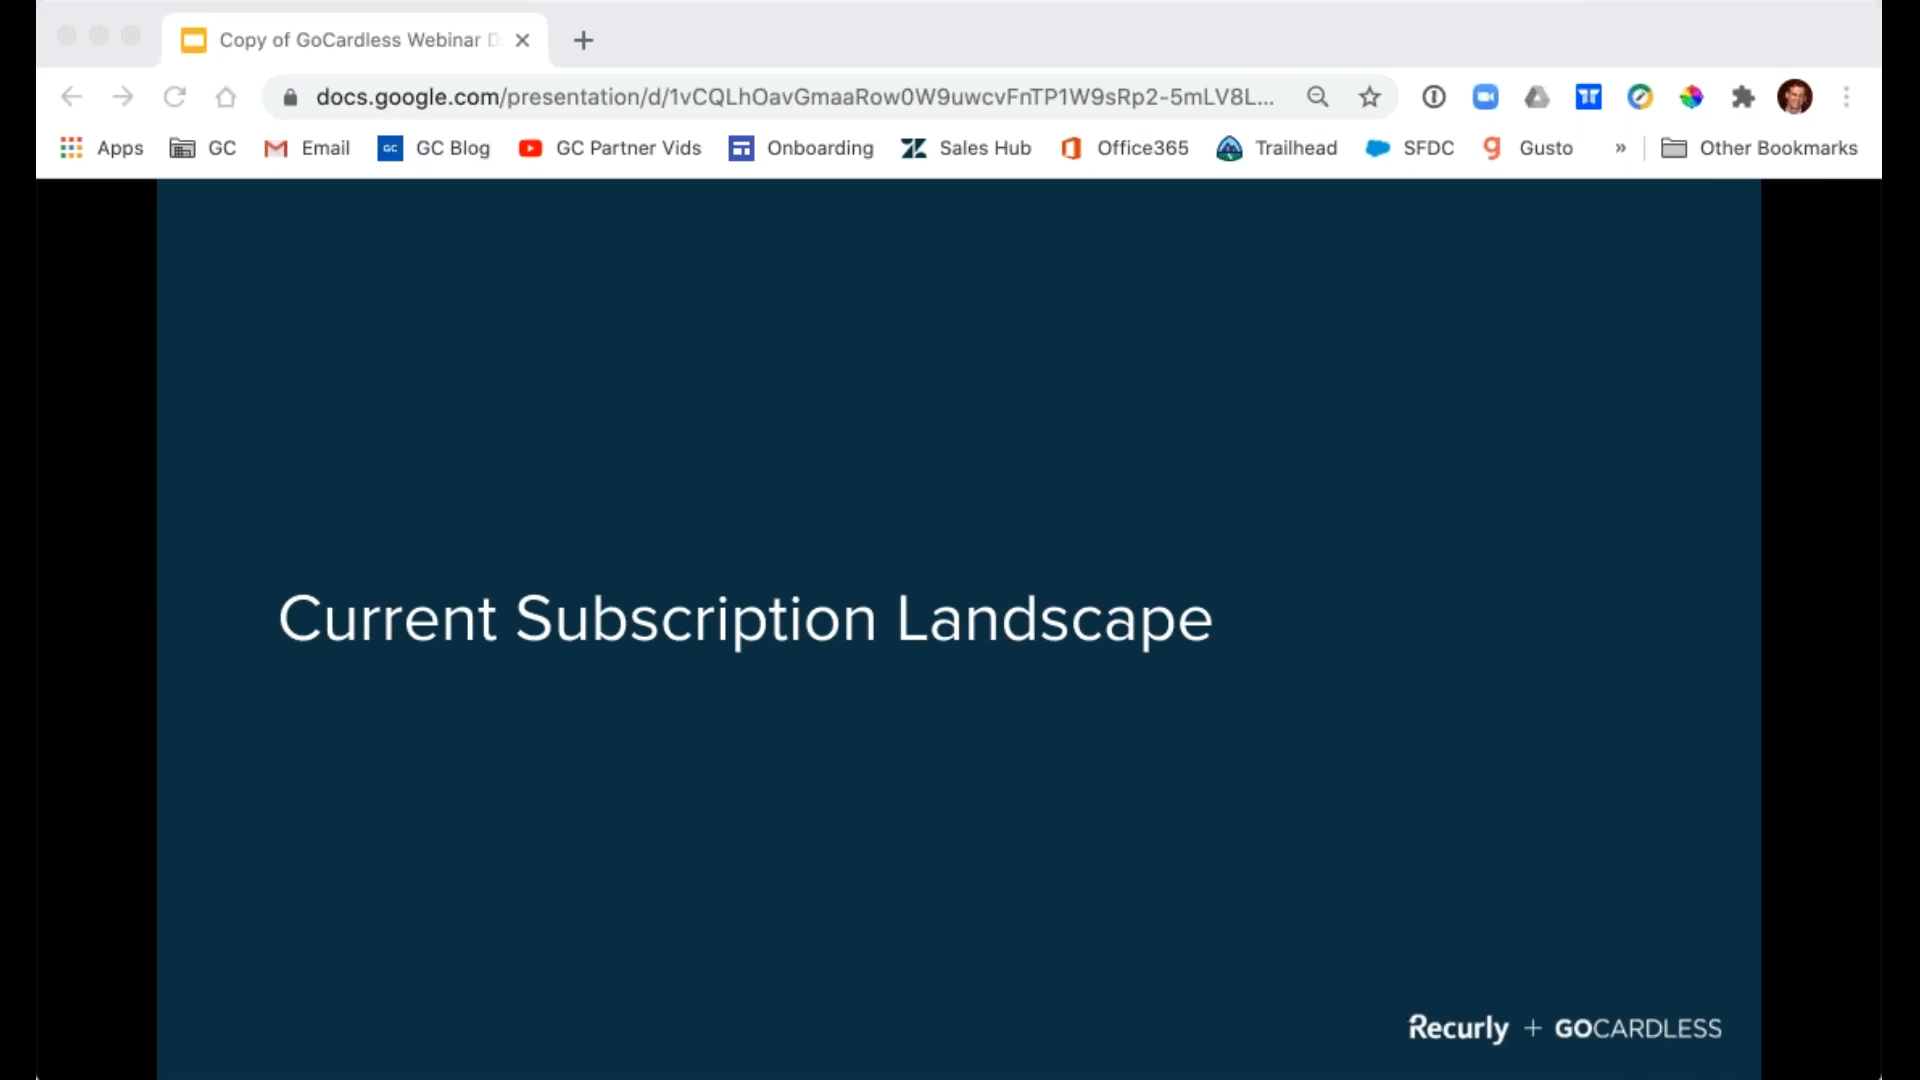 Copy of GoCardless Webinar D
docs.google.com/presentation/d/1vCQLhOavGmaaRow0W9uwcvFnTP1W9sRp2-5mLV8L...
Apps GC Email GC GC Blog GC Partner Vids Onboarding Sales Hub Office365 Trailhead SFDC Gusto » Other Bookmarks
Current Subscription Landscape
Recurly + GOCARDLESS